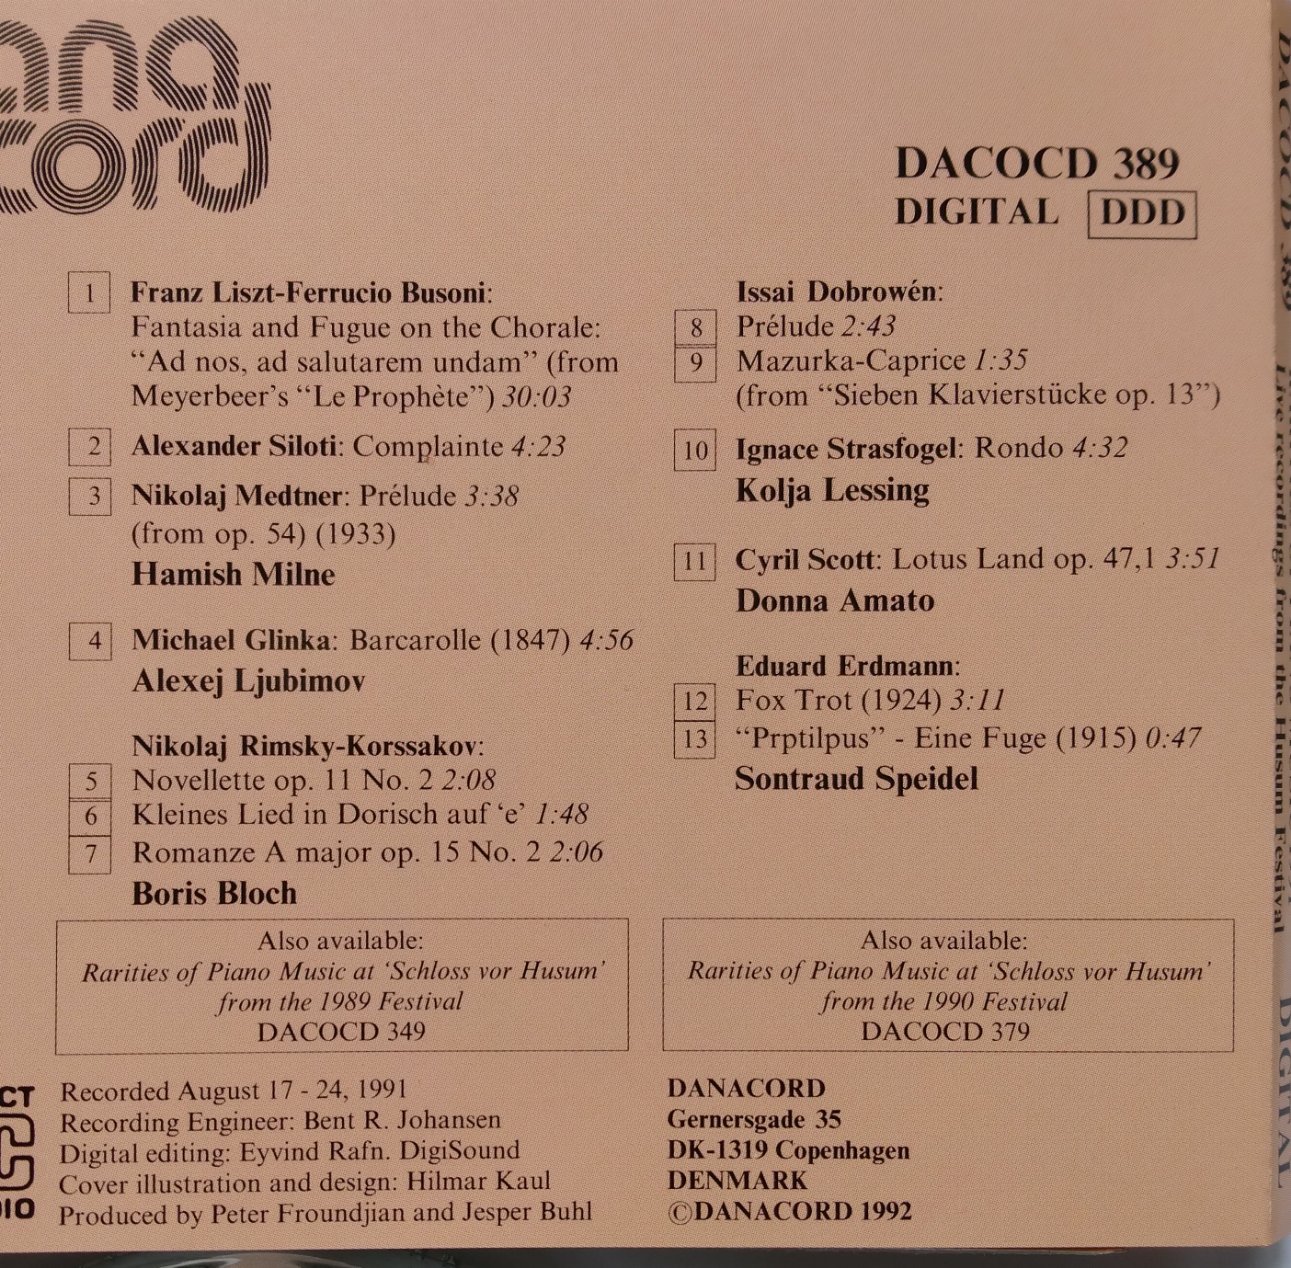 ana
cord
DACOCD 389
DIGITAL DDD
1 Franz Liszt-Ferrucio Busoni:
Fantasia and Fugue on the Chorale:
“Ad nos, ad salutarem undam” (from
Meyerbeer's “Le Prophète”) 30:03
2 Alexander Siloti: Complainte 4:23
3 Nikolaj Medtner: Prélude 3:38
(from op. 54) (1933)
Hamish Milne
4 Michael Glinka: Barcarolle (1847) 4:56
Alexej Ljubimov
Nikolaj Rimsky-Korssakov:
5 Novellette op. 11 No. 2 2:08
6 Kleines Lied in Dorisch auf ‘e’ 1:48
7 Romanze A major op. 15 No. 2 2:06
Boris Bloch
Issai Dobrowén:
8 Prélude 2:43
9 Mazurka-Caprice 1:35
(from “Sieben Klavierstücke op. 13”)
10 Ignace Strasfogel: Rondo 4:32
Kolja Lessing
11 Cyril Scott: Lotus Land op. 47,1 3:51
Donna Amato
Eduard Erdmann:
12 Fox Trot (1924) 3:11
13 “Prptilpus” - Eine Fuge (1915) 0:47
Sontraud Speidel
Also available:
Rarities of Piano Music at ‘Schloss vor Husum’
from the 1989 Festival
DACOCD 349
Also available:
Rarities of Piano Music at ‘Schloss vor Husum’
from the 1990 Festival
DACOCD 379
Recorded August 17 - 24, 1991
Recording Engineer: Bent R. Johansen
Digital editing: Eyvind Rafn. DigiSound
Cover illustration and design: Hilmar Kaul
Produced by Peter Froundjian and Jesper Buhl
DANACORD
Gernersgade 35
DK-1319 Copenhagen
DENMARK
©DANACORD 1992
DACOCD 389
Live recordings from the Husum Festival
DIGITAL